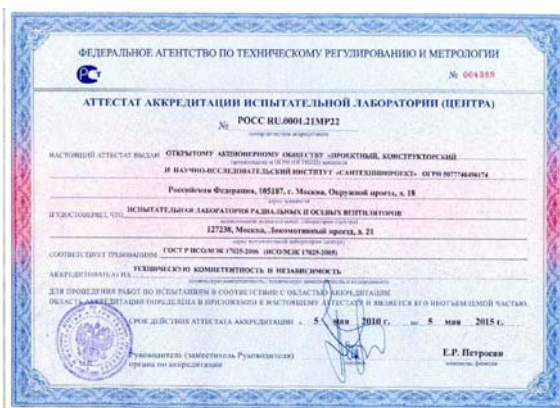 ФЕДЕРАЛЬНОЕ АГЕНТСТВО ПО ТЕХНИЧЕСКОМУ РЕГУЛИРОВАНИЮ И МЕТРОЛОГИИ
№ 004389
АТТЕСТАТ АККРЕДИТАЦИИ ИСПЫТАТЕЛЬНОЙ ЛАБОРАТОРИИ (ЦЕНТРА)
№ РОСС RU.0001.21МР22
НАСТОЯЩИЙ АТТЕСТАТ ВЫДАН ОТКРЫТОМУ АКЦИОНЕРНОМУ ОБЩЕСТВУ «ПРОЕКТНЫЙ, КОНСТРУКТОРСКИЙ
И НАУЧНО-ИССЛЕДОВАТЕЛЬСКИЙ ИНСТИТУТ «САНТЕХНИИПРОЕКТ» ОГРН
Российская Федерация, 105187, г. Москва, Окружной проезд, д. 18
И УДОСТОВЕРЯЕТ, ЧТО ИСПЫТАТЕЛЬНАЯ ЛАБОРАТОРИЯ РАДИАЛЬНЫХ И ОСЕВЫХ ВЕНТИЛЯТОРОВ
127238, Москва, Локомотивный проезд, д. 21
СООТВЕТСТВУЕТ ТРЕБОВАНИЯМ ГОСТ Р ИСО/МЭК 17025-2006 (ИСО/МЭК 17025-2005)
АККРЕДИТОВАН(А) НА ТЕХНИЧЕСКУЮ КОМПЕТЕНТНОСТЬ И НЕЗАВИСИМОСТЬ
ДЛЯ ПРОВЕДЕНИЯ РАБОТ ПО ИСПЫТАНИЯМ В СООТВЕТСТВИИ С ОБЛАСТЬЮ АККРЕДИТАЦИИ
ОБЛАСТЬ АККРЕДИТАЦИИ ОПРЕДЕЛЕНА В ПРИЛОЖЕНИИ К НАСТОЯЩЕМУ АТТЕСТАТУ И ЯВЛЯЕТСЯ ЕГО НЕОТЪЕМЛЕМОЙ ЧАСТЬЮ.
СРОК ДЕЙСТВИЯ АТТЕСТАТА АККРЕДИТАЦИИ с 5 мая 2010 г. по 5 мая 2015 г.
Руководитель (заместитель Руководителя)
органа по аккредитации
Е.Р. Петросян